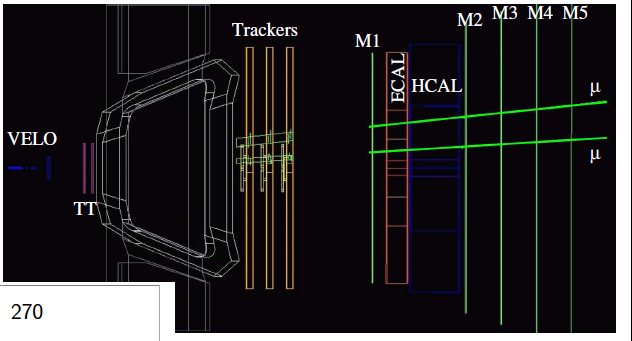 M2 M3 M4 M5
Trackers
M1
ECAL
HCAL
μ
VELO
μ
TT
270